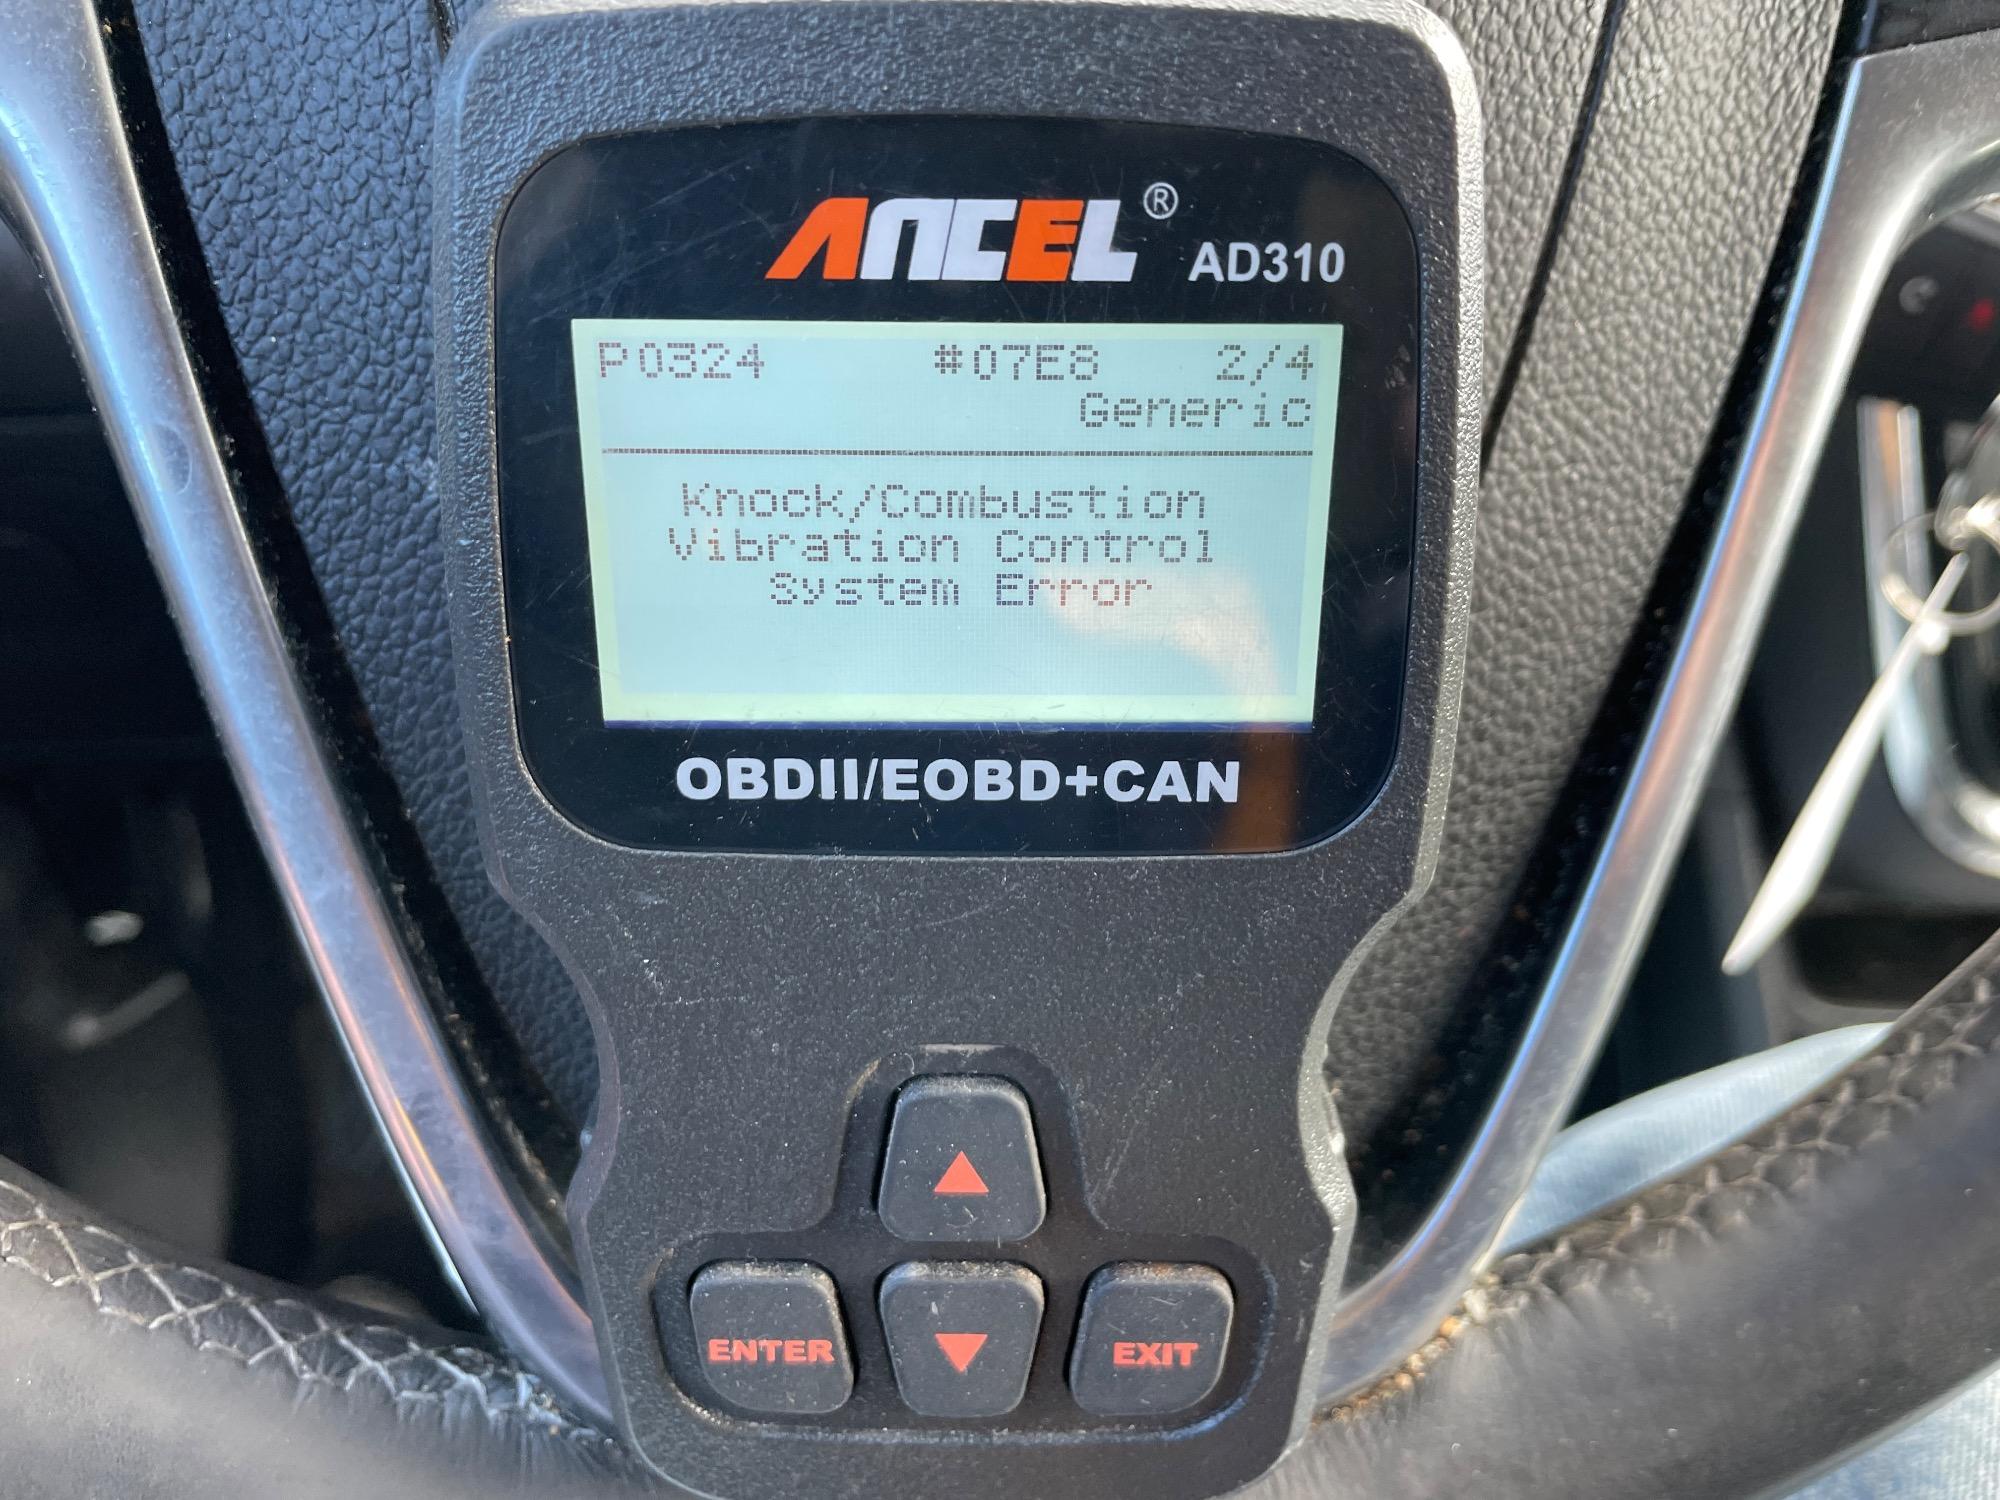 ANCEL® AD310
P0324 #07E8 2/4
Generic
Knock/Combustion
Vibration Control
System Error
OBDII/EOBD+CAN
ENTER
EXIT